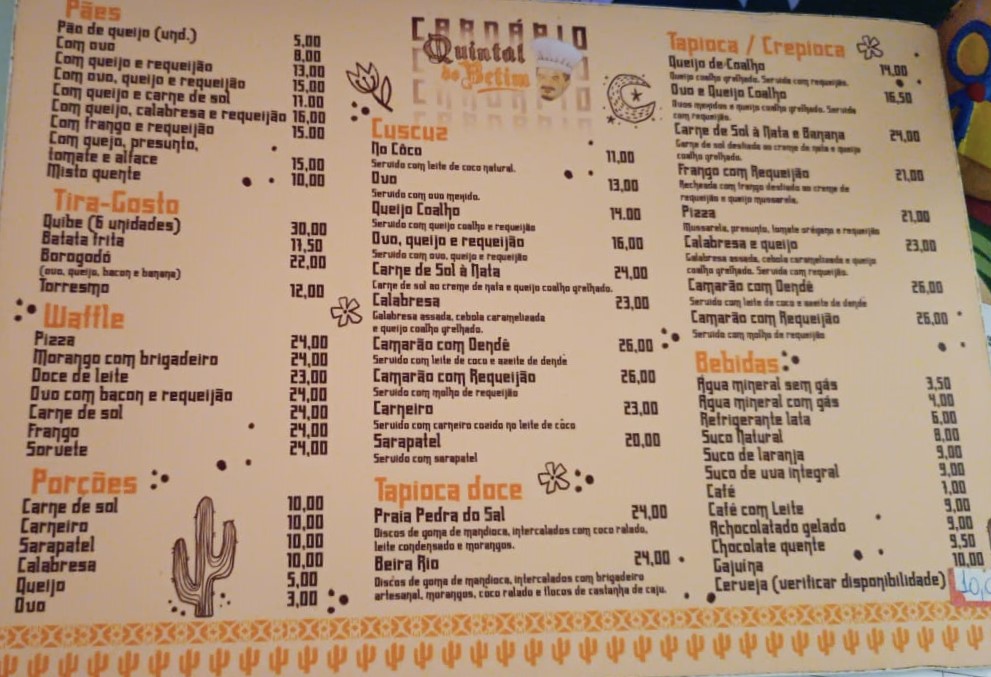 Pães
Pão de queijo (und.) 5,00
Com ovo 8,00
Com queijo e requeijão 13,00
Com ovo, queijo e requeijão 15,00
Com queijo e carne de sol 11.00
Com queijo, calabresa e requeijão 16,00
Com frango e requeijão 15.00
Com quejo, presunto,
tomate e alface 15,00
Misto quente 10,00
Tira-Gosto
Quibe (6 unidades) 30,00
Batata frita 11,50
Borogodó 22,00
(ovo, queijo, bacon e banana)
Torresmo 12,00
Waffle
Pizza 24,00
Morango com brigadeiro 24,00
Doce de leite 23,00
Ovo com bacon e requeijão 24,00
Carne de sol 24,00
Frango 24,00
Sorvete 24,00
Porções
Carne de sol 10,00
Carneiro 10,00
Sarapatel 10,00
Calabresa 10,00
Queijo 5,00
Ovo 3,00
CARDÁPIO
Quintal
do Betim
Cuscuz
No Côco 11,00
Servido com leite de coco natural.
Ovo 13,00
Servido com ovo mexido.
Queijo Coalho 14.00
Servido com queijo coalho e requeijão
Ovo, queijo e requeijão 16,00
Servido com ovo, queijo e requeijão
Carne de Sol à Nata 24,00
Carne de sol ao creme de nata e queijo coalho grelhado.
Calabresa 23,00
Calabresa assada, cebola caramelizada
e queijo coalho grelhado.
Camarão com Dendê 26,00
Servido com leite de coco e azeite de dendê
Camarão com Requeijão 26,00
Servido com molho de requeijão
Carneiro 23,00
Servido com carneiro cozido no leite de côco
Sarapatel 20,00
Servido com sarapatel
Tapioca doce
Praia Pedra do Sal 24,00
Discos de goma de mandioca, intercalados com coco ralado,
leite condensado e morangos.
Beira Rio 24,00
Discos de goma de mandioca, intercalados com brigadeiro
artesanal, morangos, côco ralado e flocos de castanha de caju.
Tapioca / Crepioca
Queijo de Coalho 14,00
Queijo coalho grelhado. Servida com requeijão.
Ovo e Queijo Coalho 16,50
Ovos mexidos e queijo coalho grelhado. Servida
com requeijão.
Carne de Sol à Nata e Banana 24,00
Carne de sol desfiada ao creme de nata e queijo
coalho grelhado.
Frango com Requeijão 21,00
Recheada com frango desfiado ao creme de
requeijão e queijo mussarela.
Pizza 21,00
Mussarela, presunto, tomate orégano e requeijão
Calabresa e queijo 23,00
Calabresa assada, cebola caramelizada e queijo
coalho grelhado. Servida com requeijão.
Camarão com Dendê 26,00
Servido com leite de coco e azeite de dendê
Camarão com Requeijão 26,00
Servido com molho de requeijão
Bebidas
Água mineral sem gás 3,50
Água mineral com gás 4,00
Refrigerante lata 6,00
Suco Natural 8,00
Suco de laranja 9,00
Suco de uva integral 9,00
Café 1,00
Café com Leite 9,00
Achocolatado gelado 9,00
Chocolate quente 9,50
Cajuína 10,00
Cerveja (verificar disponibilidade) 10,0